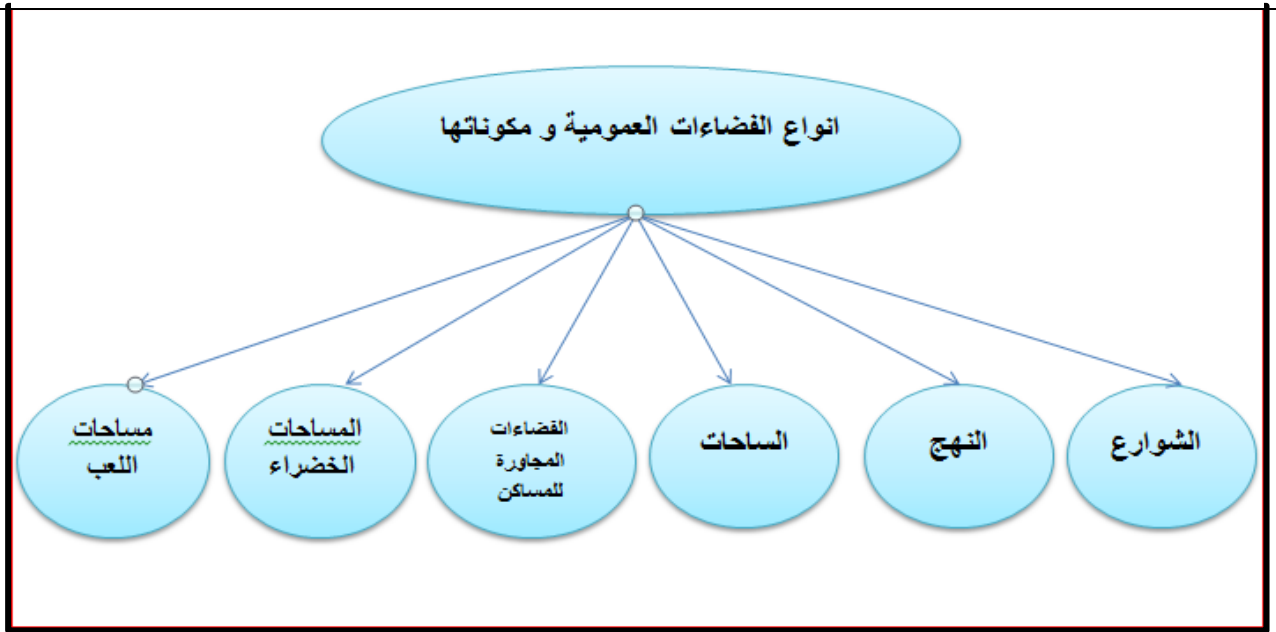 انواع الفضاءات العمومية و مكوناتها
الشوارع
النهج
الساحات
الفضاءات
المجاورة
للمساكن
المساحات
الخضراء
مساحات
اللعب